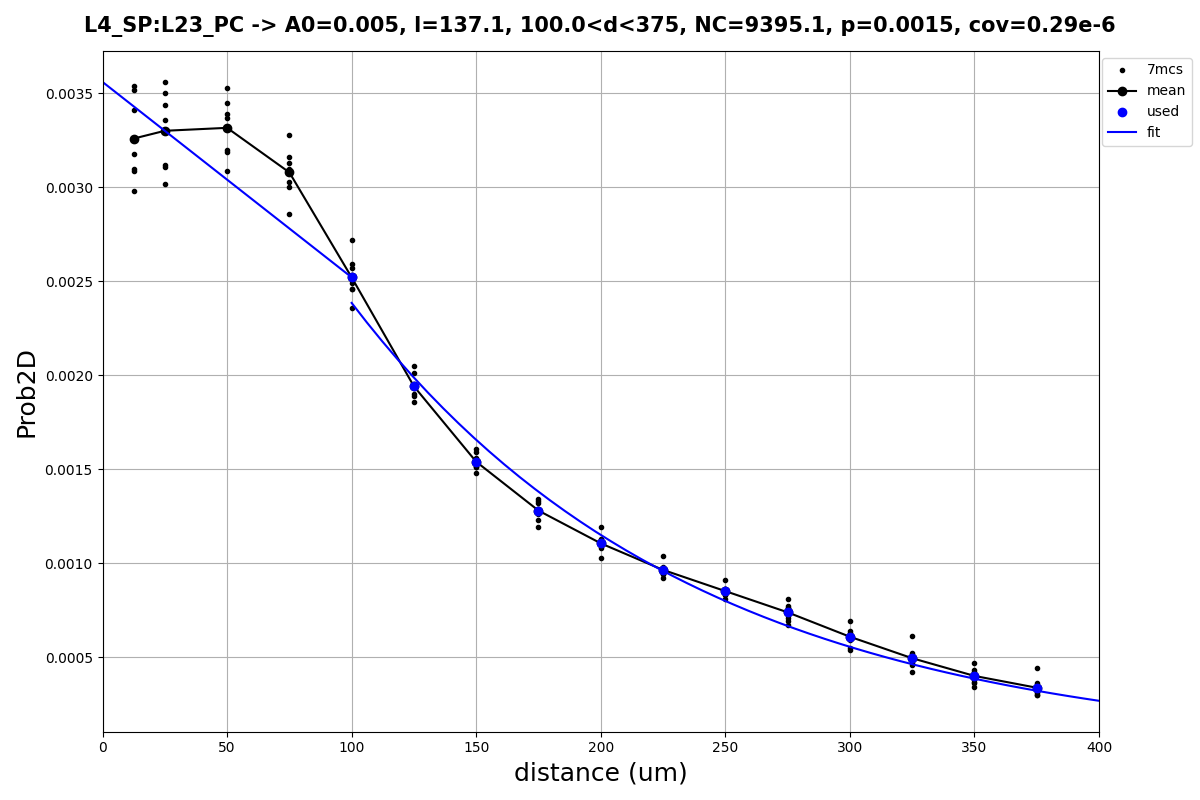 L4_SP:L23_PC -> A0=0.005, l=137.1, 100.0<d<375, NC=9395.1, p=0.0015, cov=0.29e-6
7mcs
mean
used
fit
0.0035
0.0030
0.0025
0.0020
0.0015
0.0010
0.0005
Prob2D
0 50 100 150 200 250 300 350 400
distance (um)